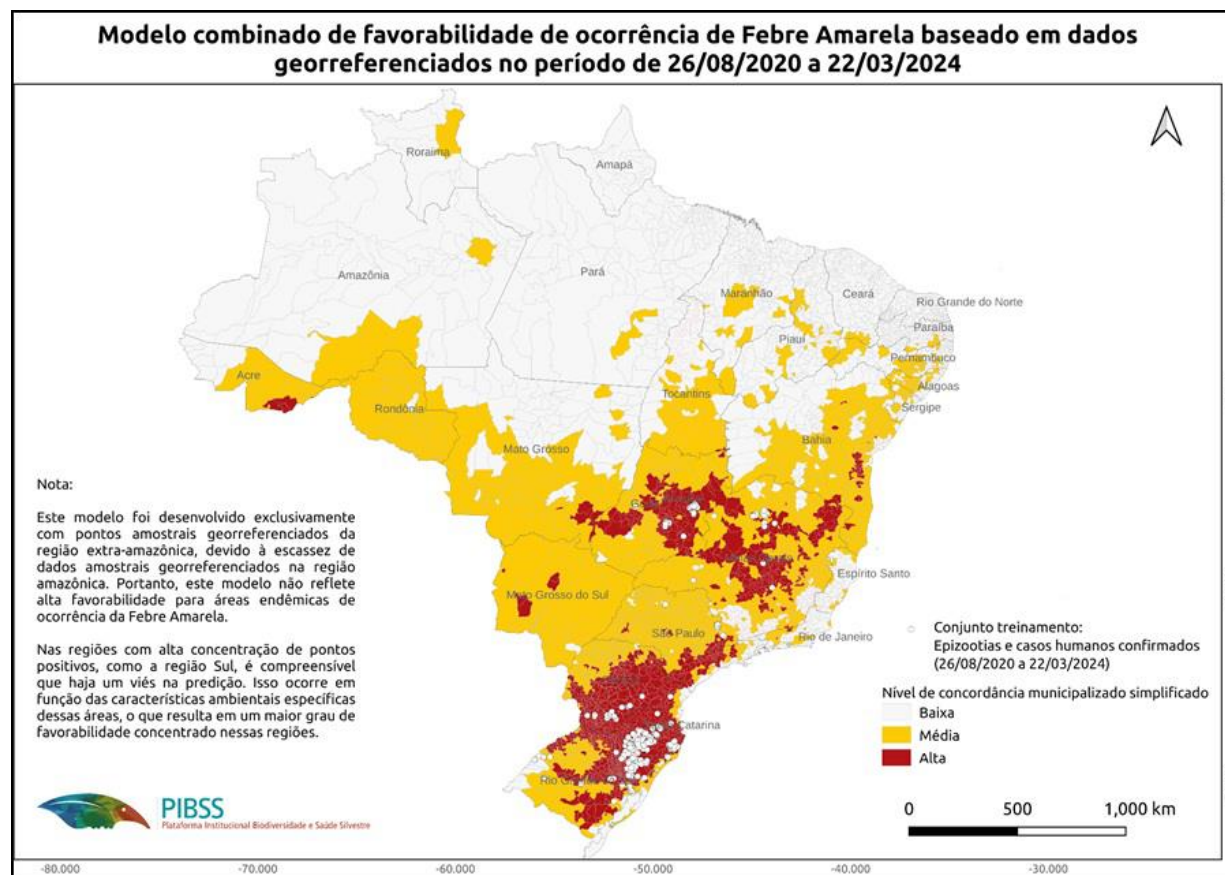 Modelo combinado de favorabilidade de ocorrência de Febre Amarela baseado em dados
georreferenciados no período de 26/08/2020 a 22/03/2024
Roraima
Amapá
Amazônia
Pará
Maranhão
Ceará
Rio Grande do Norte
Paraíba
Piauí
Pernambuco
Acre
Alagoas
Tocantins
Rondônia
Sergipe
Bahia
Mato Grosso
Nota:
Este modelo foi desenvolvido exclusivamente
com pontos amostrais georreferenciados da
região extra-amazônica, devido à escassez de
dados amostrais georreferenciados na região
amazônica. Portanto, este modelo não reflete
alta favorabilidade para áreas endêmicas de
ocorrência da Febre Amarela.
Nas regiões com alta concentração de pontos
positivos, como a região Sul, é compreensível
que haja um viés na predição. Isso ocorre em
função das características ambientais específicas
dessas áreas, o que resulta em um maior grau de
favorabilidade concentrado nessas regiões.
Espírito Santo
Mato Grosso do Sul
São Paulo
Rio de Janeiro
Catarina
Conjunto treinamento:
Epizootias e casos humanos confirmados
(26/08/2020 a 22/03/2024)
Nível de concordância municipalizado simplificado
Baixa
Média
Alta
PIBSS
Plataforma Institucional Biodiversidade e Saúde Silvestre
0 500 1,000 km
-80.000 -70.000 -60.000 -50.000 -40.000 -30.000